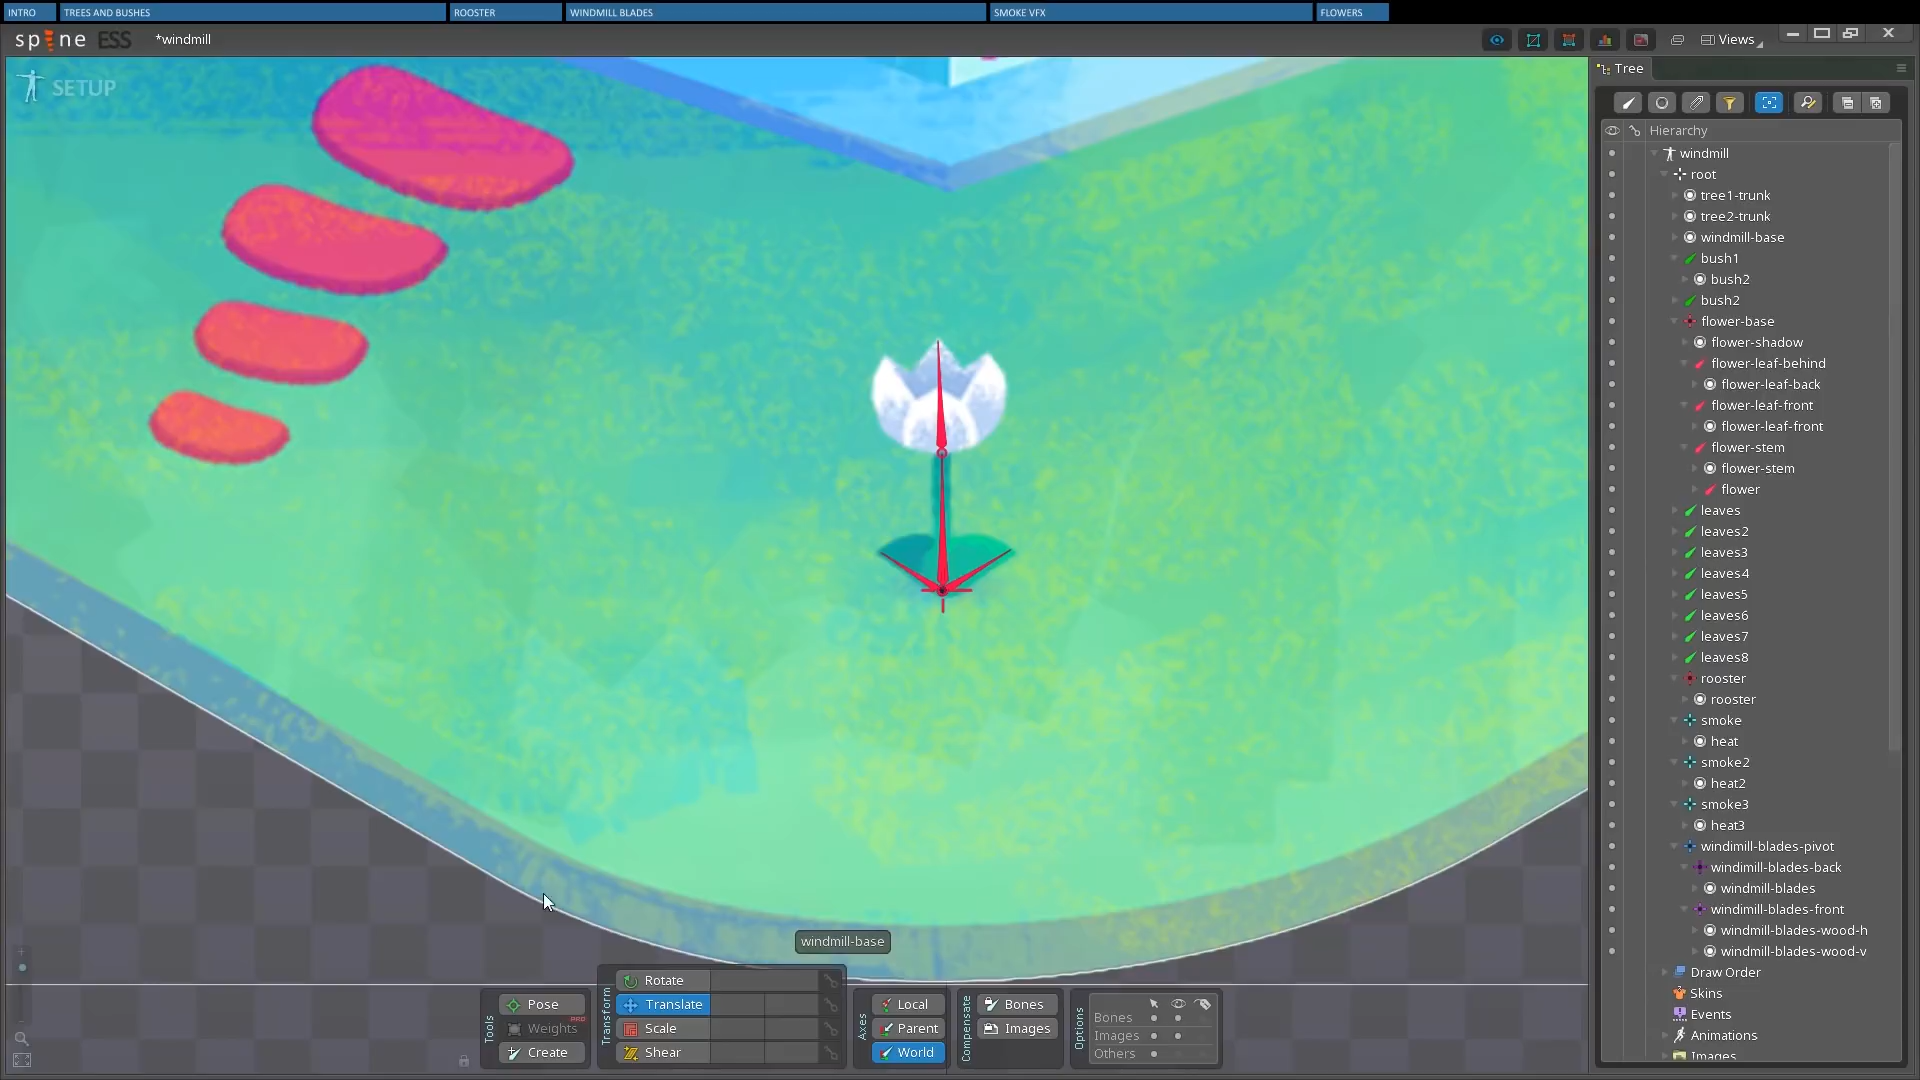 INTRO
TREES AND BUSHES
ROOSTER
WINDMILL BLADES
SMOKE VFX
FLOWERS
spine ESS
*windmill
Views
SETUP
Tree
Hierarchy
windmill
root
tree1-trunk
tree2-trunk
windmill-base
bush1
bush2
bush2
flower-base
flower-shadow
flower-leaf-behind
flower-leaf-back
flower-leaf-front
flower-leaf-front
flower-stem
flower-stem
flower
leaves
leaves2
leaves3
leaves4
leaves5
leaves6
leaves7
leaves8
rooster
rooster
smoke
heat
smoke2
heat2
smoke3
heat3
windimill-blades-pivot
windimill-blades-back
windmill-blades
windimill-blades-front
windmill-blades-wood-h
windmill-blades-wood-v
Draw Order
Skins
Events
Animations
Images
windmill-base
Tools
Pose
Weights
PRO
Create
Transform
Rotate
Translate
Scale
Shear
Axes
Local
Parent
World
Compensate
Bones
Images
Options
Bones
Images
Others